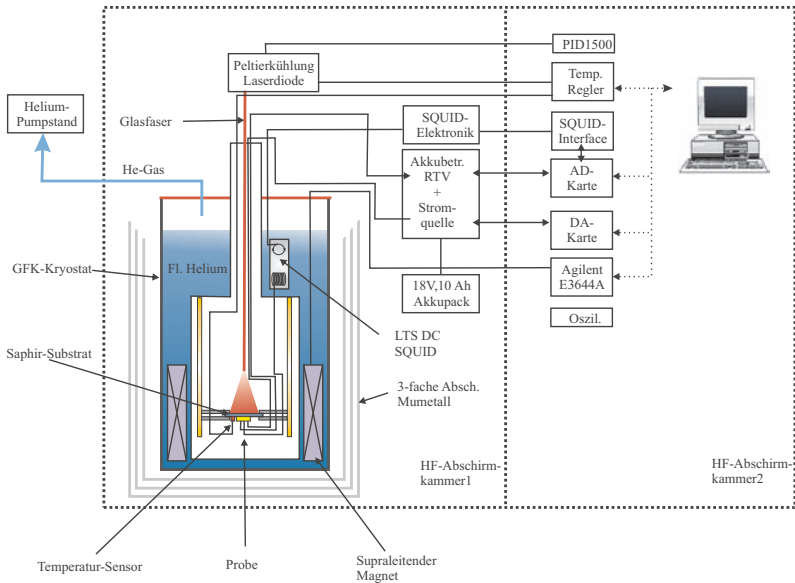 PID1500
Peltierkühlung
Laserdiode
Temp.
Regler
Helium-
Pumpstand
Glasfaser
SQUID-
Elektronik
SQUID-
Interface
He-Gas
Akkubetr.
RTV
+
Strom-
quelle
AD-
Karte
DA-
Karte
GFK-Kryostat
Fl. Helium
18V,10 Ah
Akkupack
Agilent
E3644A
Oszil.
LTS DC
SQUID
Saphir-Substrat
3-fache Absch.
Mumetall
HF-Abschirm-
kammer1
HF-Abschirm-
kammer2
Temperatur-Sensor
Probe
Supraleitender
Magnet